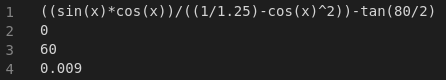 1 ((sin(x)*cos(x))/((1/1.25)-cos(x)^2))-tan(80/2)
2 0
3 60
4 0.009